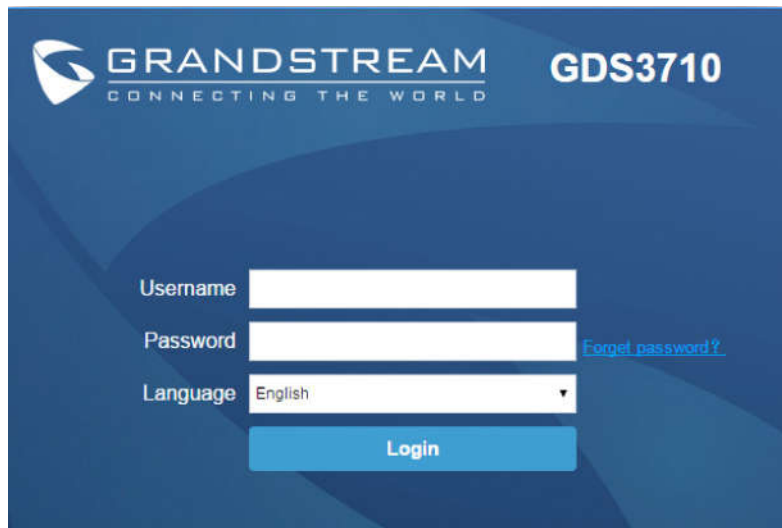 GRANDSTREAM
CONNECTING THE WORLD
GDS3710
Username
Password
Forget password?
Language English
Login